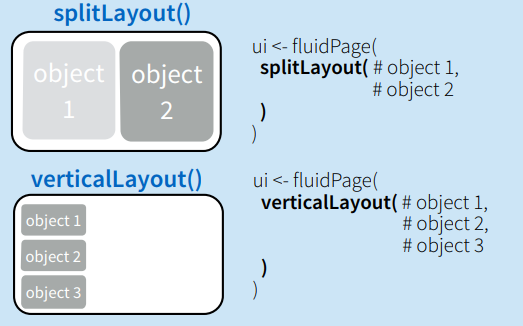 splitLayout()
object
1
object
2
ui <- fluidPage(
splitLayout( # object 1,
# object 2
)
)
verticalLayout()
object 1
object 2
object 3
ui <- fluidPage(
verticalLayout( # object 1,
# object 2,
# object 3
)
)